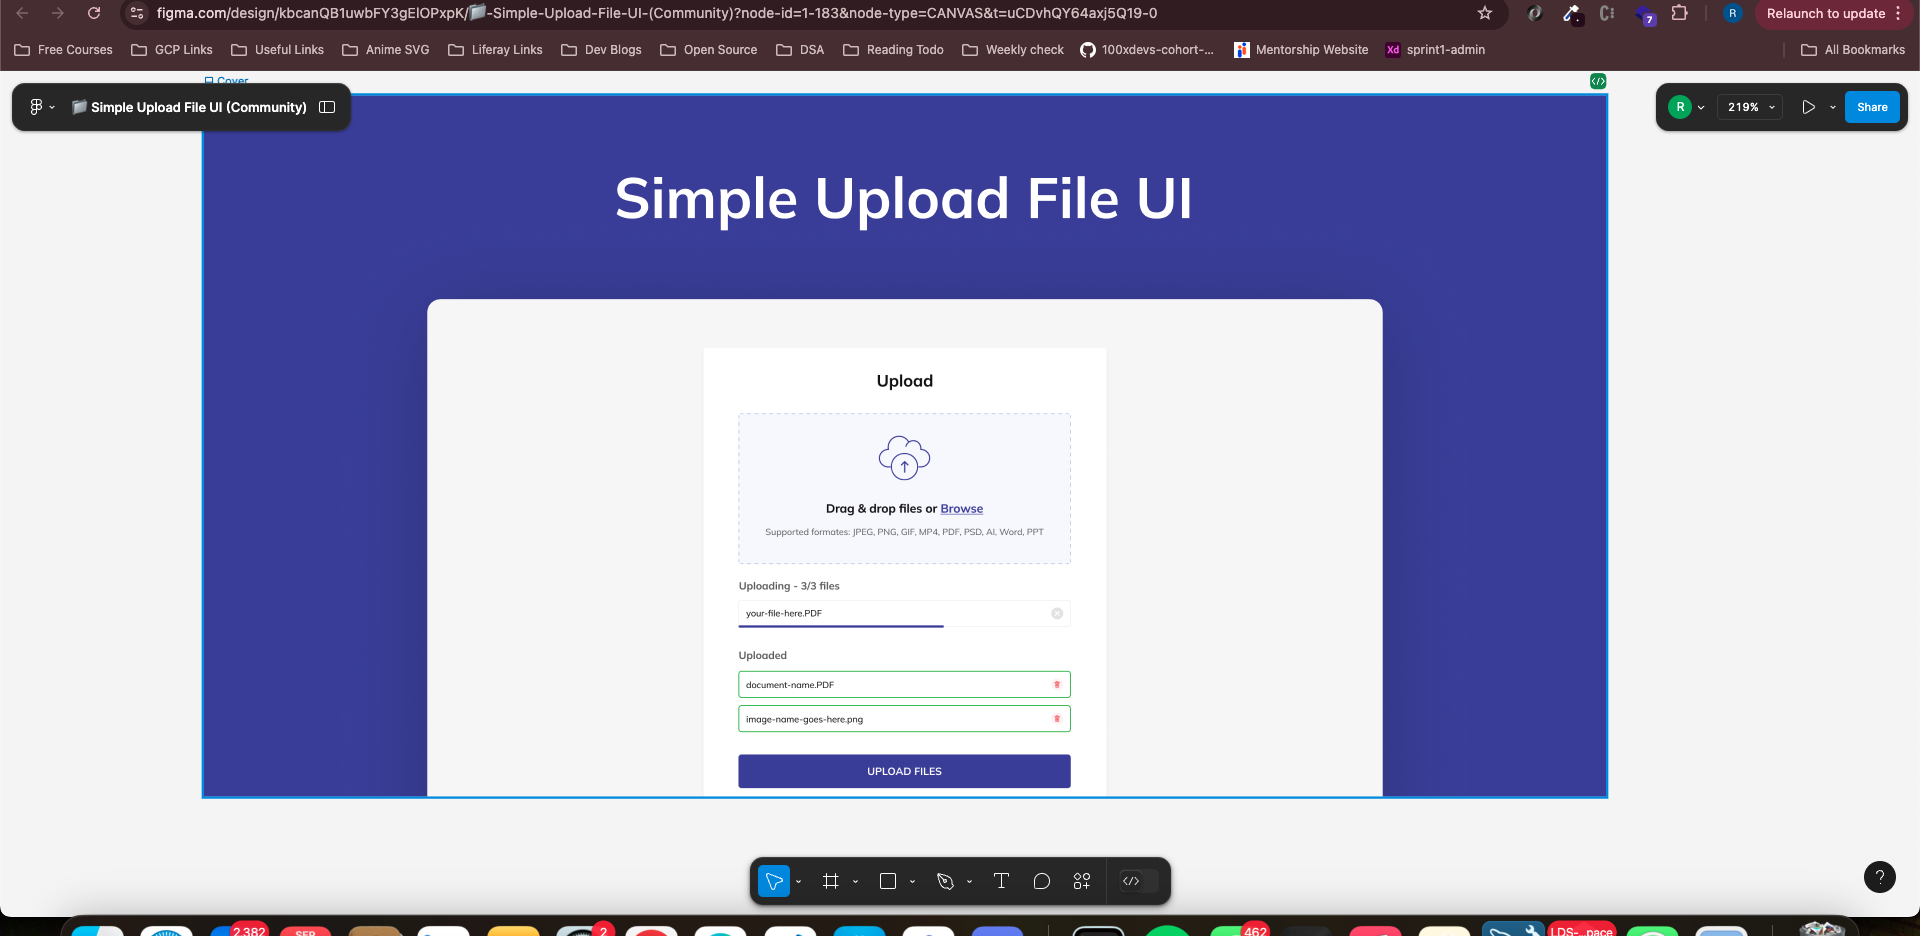 figma.com/design/kbcanQB1uwbFY3gElOPxpK/📁-Simple-Upload-File-UI-(Community)?node-id=1-183&node-type=CANVAS&t=uCDvhQY64axj5Q19-0
7
R
Relaunch to update
Free Courses
GCP Links
Useful Links
Anime SVG
Liferay Links
Dev Blogs
Open Source
DSA
Reading Todo
Weekly check
100xdevs-cohort-...
Mentorship Website
Xd
sprint1-admin
All Bookmarks
Cover
Simple Upload File UI (Community)
R
219%
Share
Simple Upload File UI
Upload
Drag & drop files or Browse
Supported formates: JPEG, PNG, GIF, MP4, PDF, PSD, AI, Word, PPT
Uploading - 3/3 files
your-file-here.PDF
Uploaded
document-name.PDF
image-name-goes-here.png
UPLOAD FILES
?
2,382
SEP
2
462
LDS-...pace